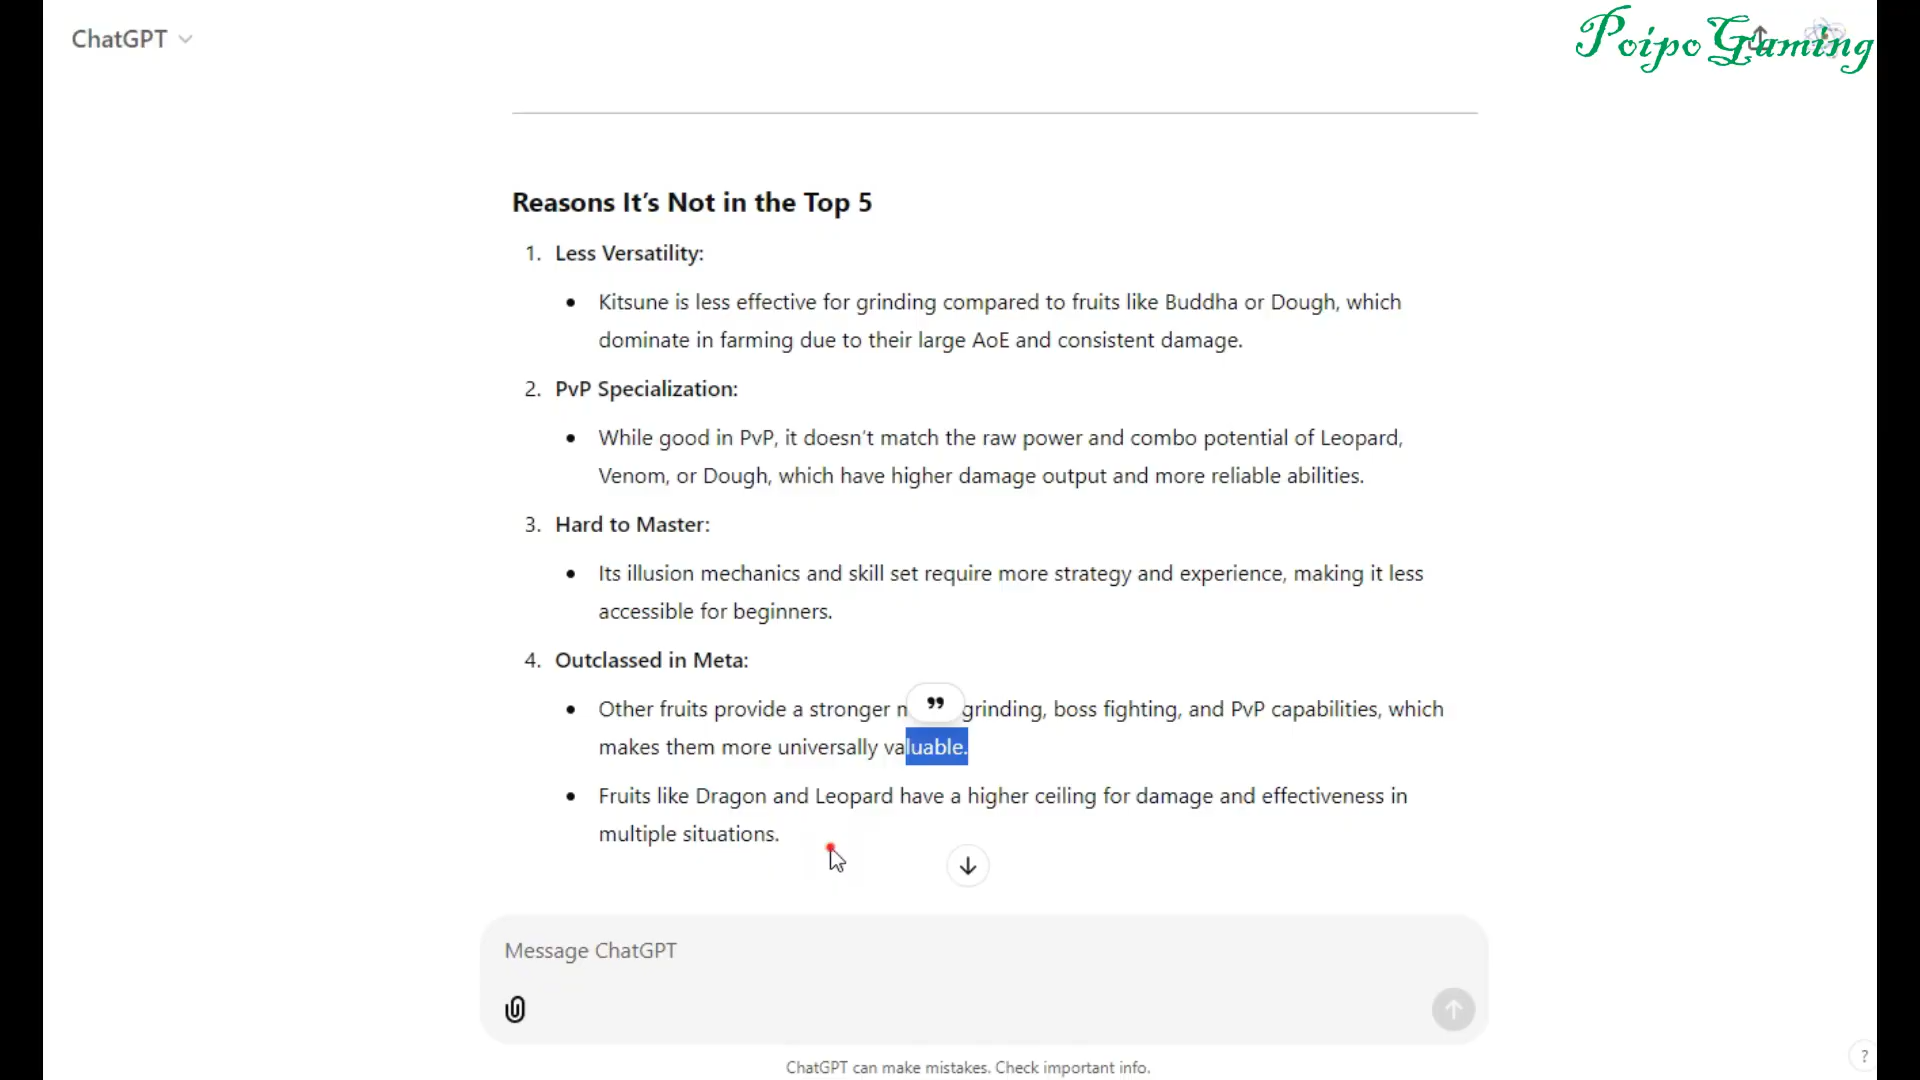 ChatGPT
Poipo Gaming
Reasons It's Not in the Top 5
1. Less Versatility:
• Kitsune is less effective for grinding compared to fruits like Buddha or Dough, which
dominate in farming due to their large AoE and consistent damage.
2. PvP Specialization:
• While good in PvP, it doesn't match the raw power and combo potential of Leopard,
Venom, or Dough, which have higher damage output and more reliable abilities.
3. Hard to Master:
• Its illusion mechanics and skill set require more strategy and experience, making it less
accessible for beginners.
4. Outclassed in Meta:
• Other fruits provide a stronger grinding, boss fighting, and PvP capabilities, which
makes them more universally valuable.
• Fruits like Dragon and Leopard have a higher ceiling for damage and effectiveness in
multiple situations.
Message ChatGPT
ChatGPT can make mistakes. Check important info.
?